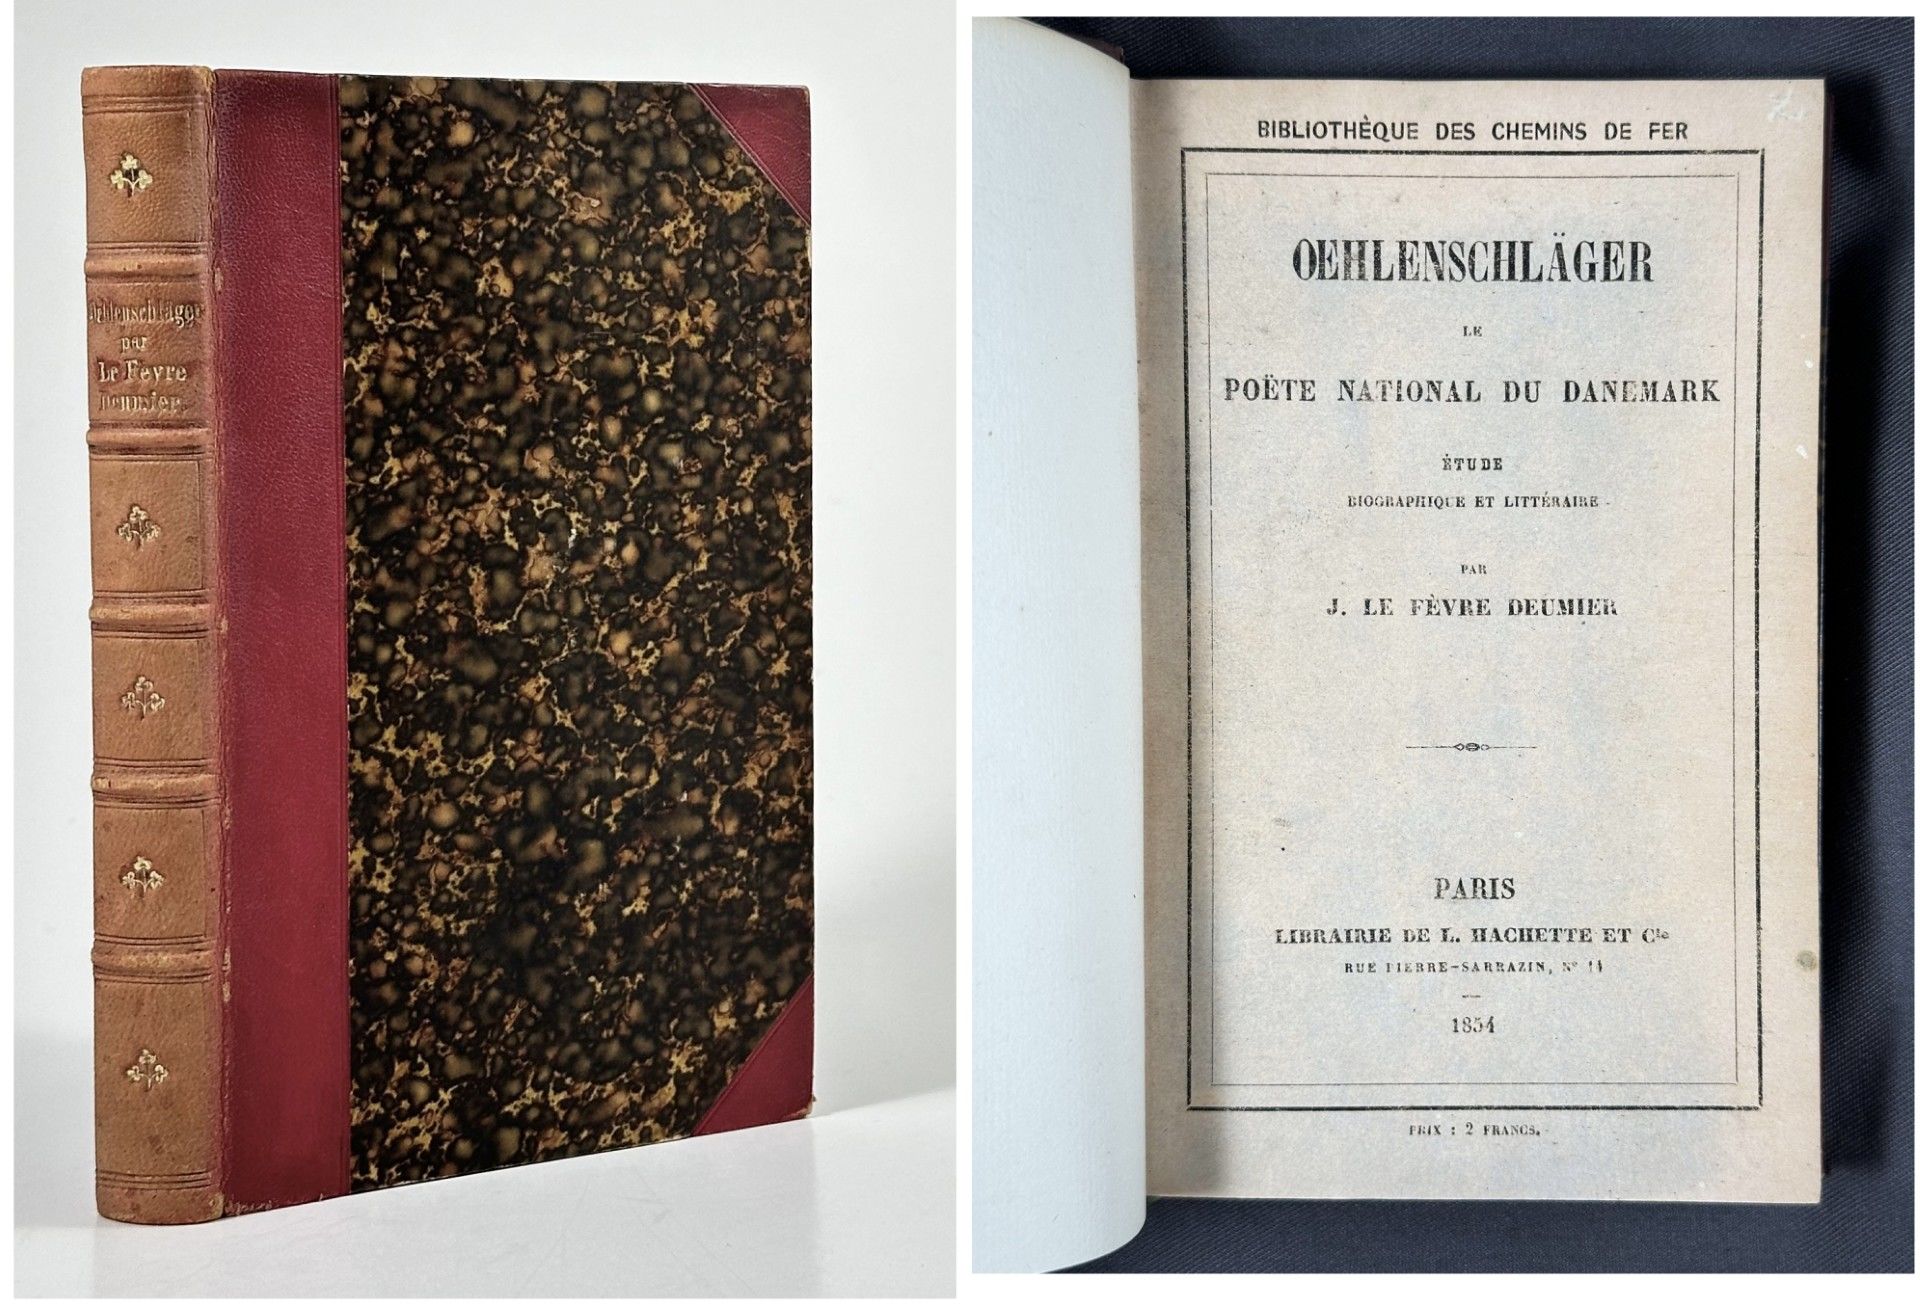 Oehlenschläger
par
Le Fèvre
Deumier
BIBLIOTHÈQUE DES CHEMINS DE FER
OEHLENSCHLÄGER
LE
POËTE NATIONAL DU DANEMARK
ÉTUDE
BIOGRAPHIQUE ET LITTÉRAIRE
PAR
J. LE FÈVRE DEUMIER
PARIS
LIBRAIRIE DE L. HACHETTE ET Cie
RUE PIERRE-SARRAZIN, N° 14
1854
PRIX : 2 FRANCS.